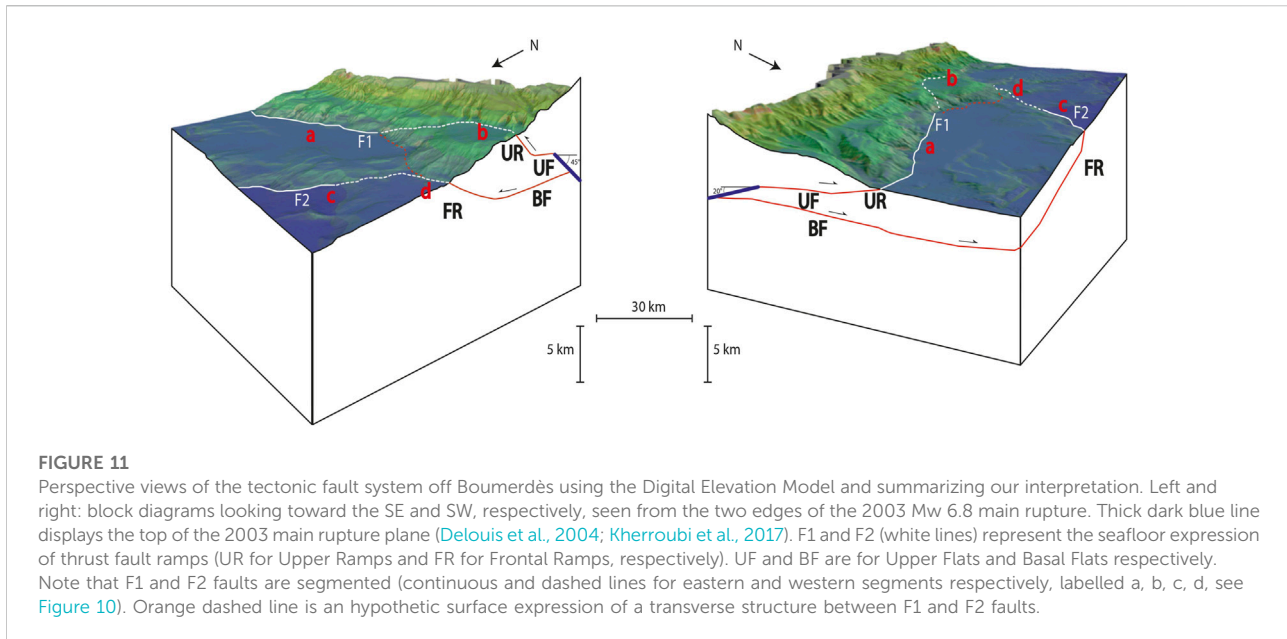 N
N
a
F1
b
UR
UF
45°
F2
c
d
FR
BF
b
d
c
F2
F1
a
FR
20°
UF
UR
BF
30 km
5 km
5 km
FIGURE 11
Perspective views of the tectonic fault system off Boumerdès using the Digital Elevation Model and summarizing our interpretation. Left and
right: block diagrams looking toward the SE and SW, respectively, seen from the two edges of the 2003 Mw 6.8 main rupture. Thick dark blue line
displays the top of the 2003 main rupture plane (Delouis et al., 2004; Kherroubi et al., 2017). F1 and F2 (white lines) represent the seafloor expression
of thrust fault ramps (UR for Upper Ramps and FR for Frontal Ramps, respectively). UF and BF are for Upper Flats and Basal Flats respectively.
Note that F1 and F2 faults are segmented (continuous and dashed lines for eastern and western segments respectively, labelled a, b, c, d, see
Figure 10). Orange dashed line is an hypothetic surface expression of a transverse structure between F1 and F2 faults.